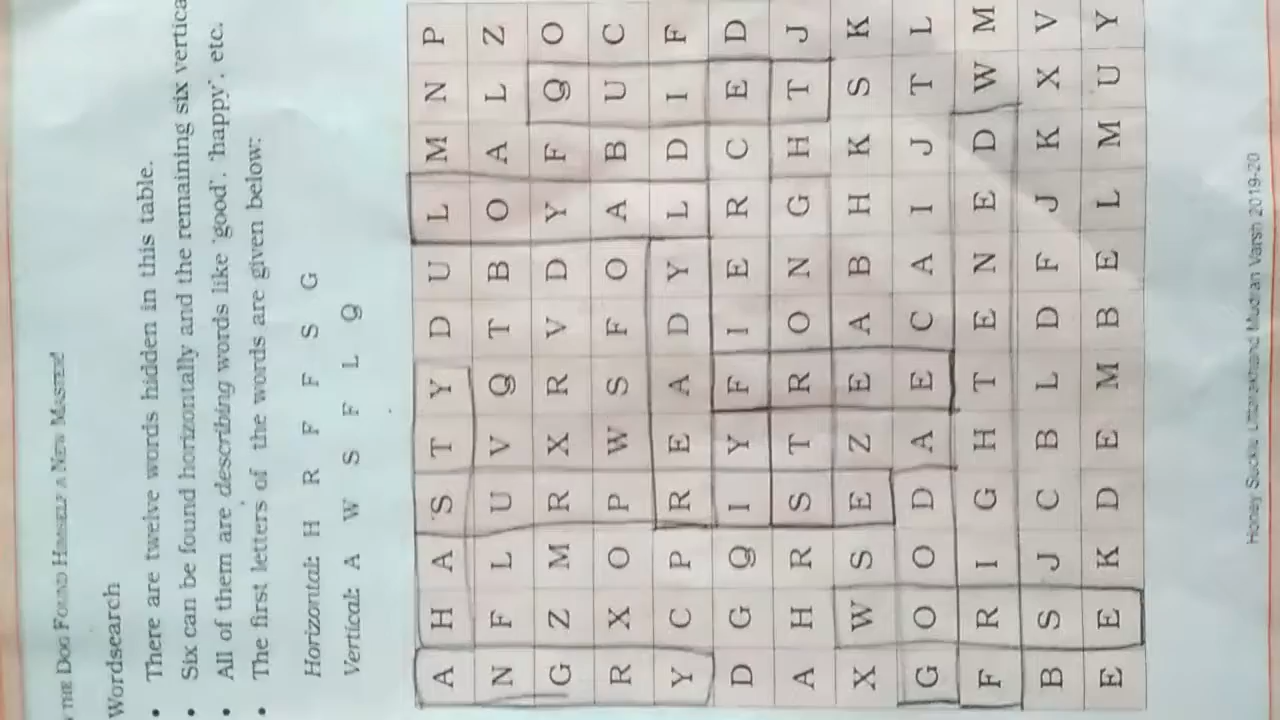 THE DOG FOUND HIMSELF A NEW MASTER!
Wordsearch
• There are twelve words hidden in this table.
• Six can be found horizontally and the remaining six
• All of them are describing words like 'good', 'happy', etc.
• The first letters of the words are given below:
Horizontal: H R F F S G
Vertical: A W S F L Q
A H A S T Y D U L M N P
N F L U V Q T B O A L Z
G Z M R X R V D Y F Q O
R X O P W S F O A B U C
Y C P R E A D Y L D I F
D G Q I Y F I E R C E D
A H R S T R O N G H T J
X W S E Z E A B H K S K
G O O D A E C A I J T L
F R I G H T E N E D W M
B S J C B L D F J K X V
E E K D E M B E L M U Y
Honey Suckle Mudran Varsh 2019-20